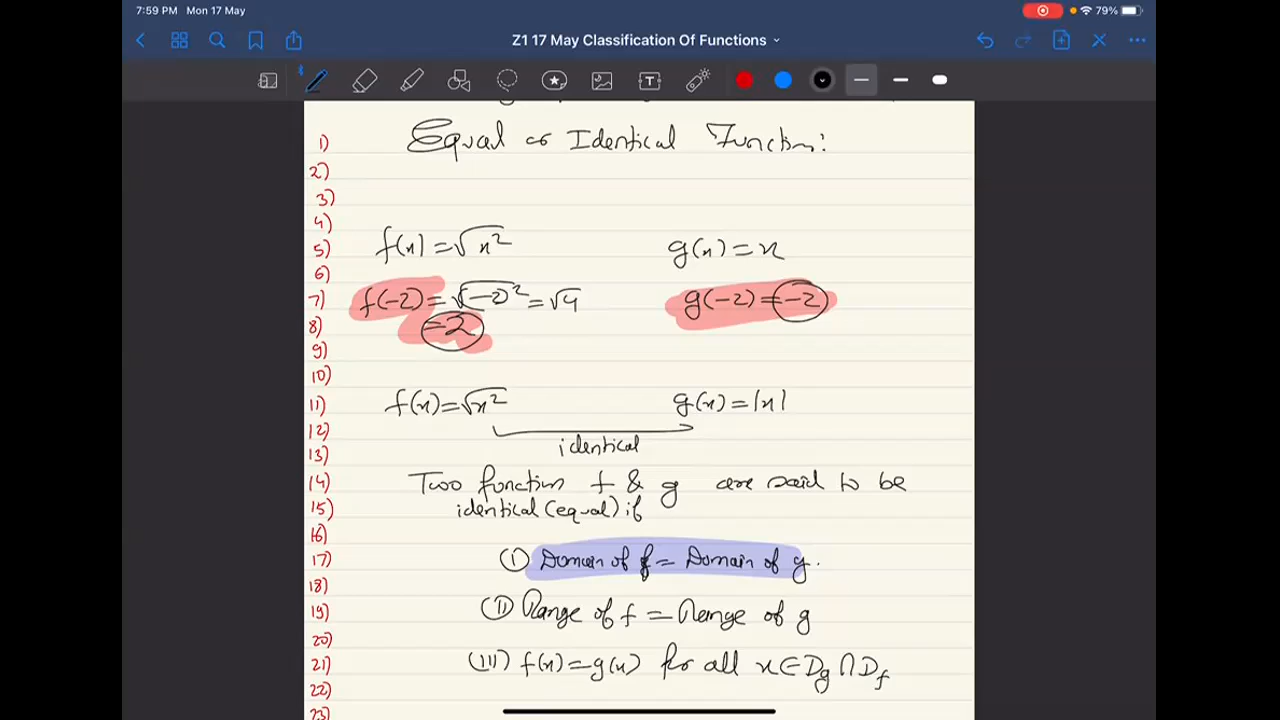 7:59 PM Mon 17 May
79%
Z1 17 May Classification Of Functions
T
Equal or Identical Function:
1)
2)
3)
4)
f(x) = √x² g(x) = x
5)
6)
7) f(-2) = √(-2)² = √4 g(-2) = -2
8) = 2
9)
10)
11) f(x) = √x² g(x) = |x|
12)
identical
13)
14) Two function f & g are said to be
15) identical (equal) if
16)
17) (I) Domain of f = Domain of g.
18)
19) (II) Range of f = Range of g
20)
21) (III) f(x) = g(x) for all x ∈ Dg ∩ Df
22)
23)